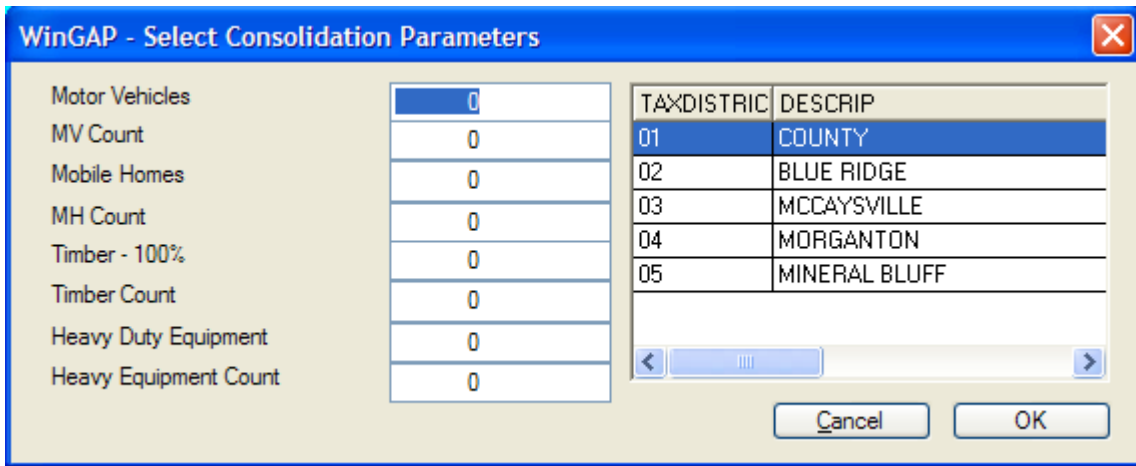 WinGAP - Select Consolidation Parameters
Motor Vehicles 0
MV Count 0
Mobile Homes 0
MH Count 0
Timber - 100% 0
Timber Count 0
Heavy Duty Equipment 0
Heavy Equipment Count 0
TAXDISTRIC DESCRIP
01 COUNTY
02 BLUE RIDGE
03 MCCAYSVILLE
04 MORGANTON
05 MINERAL BLUFF
Cancel OK